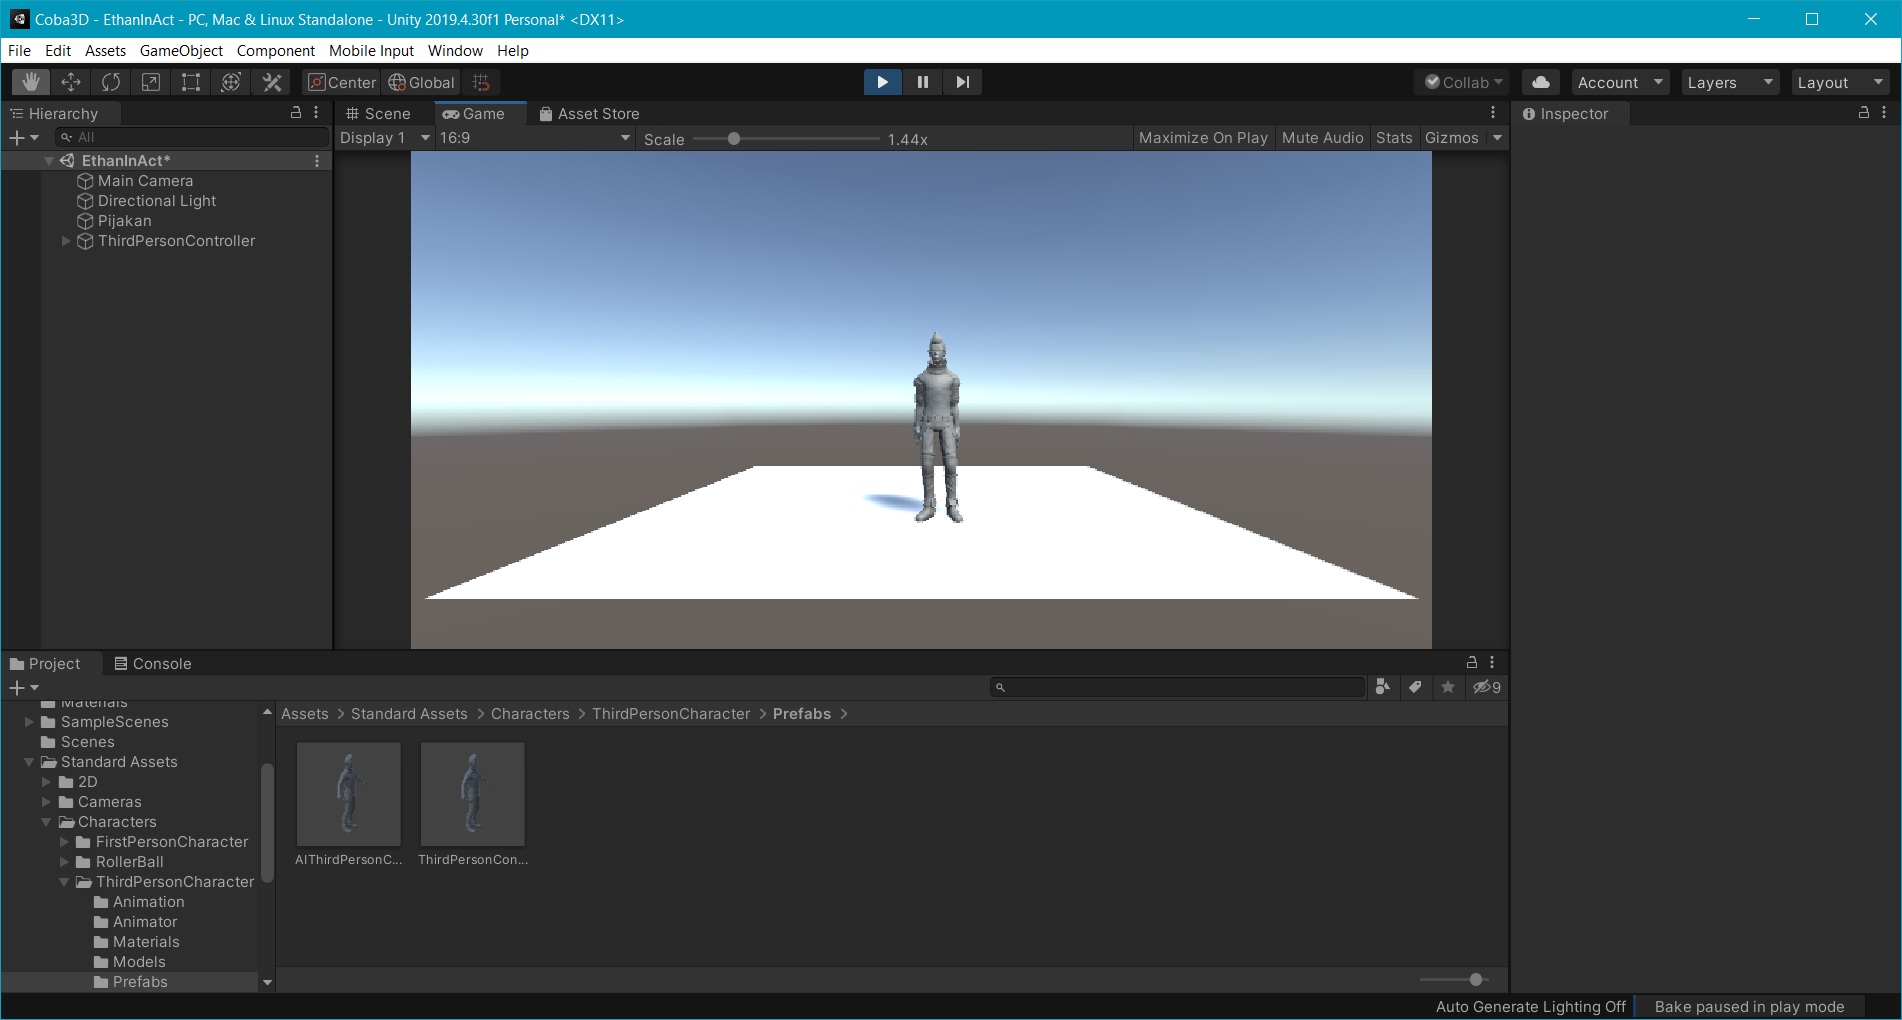 Coba3D - EthanInAct - PC, Mac & Linux Standalone - Unity 2019.4.30f1 Personal* <DX11>
File Edit Assets GameObject Component Mobile Input Window Help
Center Global Collab Account Layers Layout
Hierarchy
All
EthanInAct*
Main Camera
Directional Light
Pijakan
ThirdPersonController
Scene Game Asset Store
Display 1 16:9 Scale 1.44x Maximize On Play Mute Audio Stats Gizmos
Inspector
Project Console
9
Materials
SampleScenes
Scenes
Standard Assets
2D
Cameras
Characters
FirstPersonCharacter
RollerBall
ThirdPersonCharacter
Animation
Animator
Materials
Models
Prefabs
Assets > Standard Assets > Characters > ThirdPersonCharacter > Prefabs >
AIThirdPersonC... ThirdPersonCon...
Auto Generate Lighting Off Bake paused in play mode